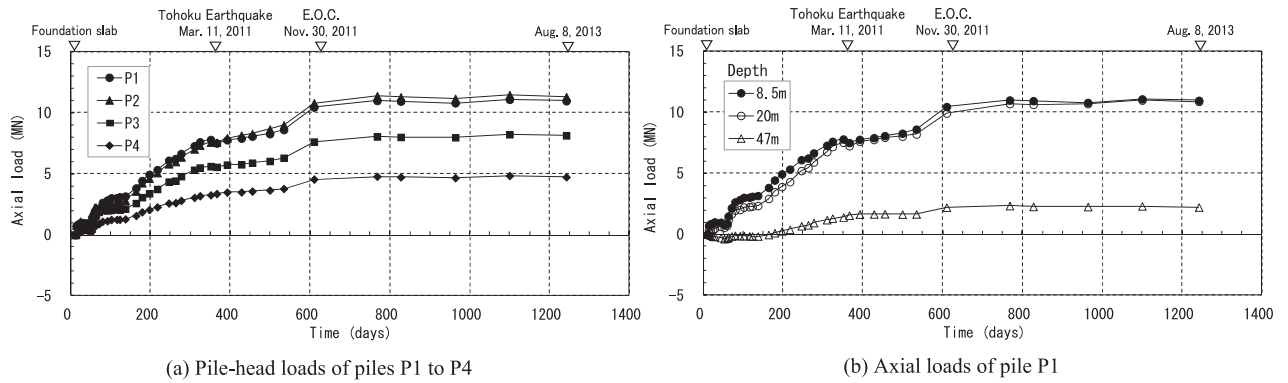 Tohoku Earthquake
E.O.C.
Foundation slab
Mar. 11, 2011
Nov. 30, 2011
Aug. 8, 2013
15
10
5
0
-5
Axial load (MN)
P1
P2
P3
P4
0 200 400 600 800 1000 1200 1400
Time (days)
(a) Pile-head loads of piles P1 to P4
Tohoku Earthquake
E.O.C.
Foundation slab
Mar. 11, 2011
Nov. 30, 2011
Aug. 8, 2013
15
10
5
0
-5
Axial load (MN)
Depth
8.5m
20m
47m
0 200 400 600 800 1000 1200 1400
Time (days)
(b) Axial loads of pile P1